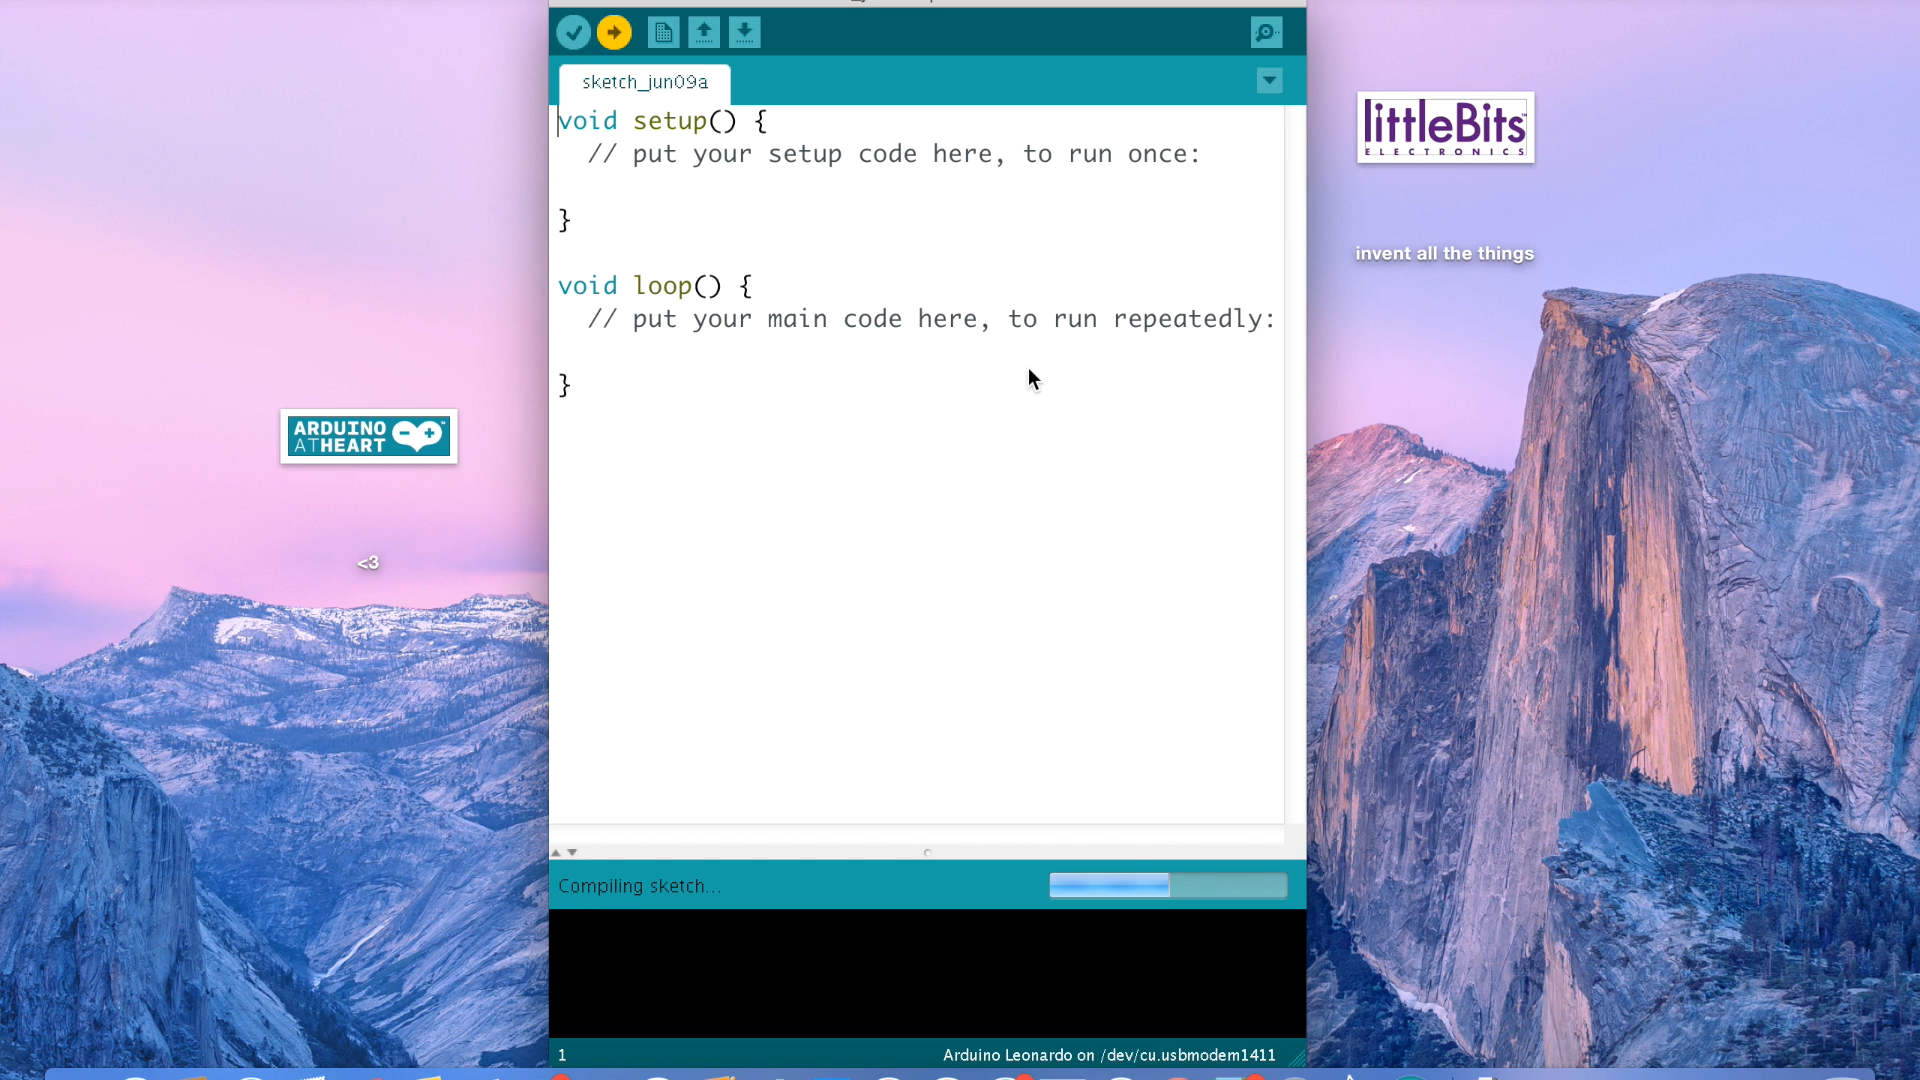 sketch_jun09a
void setup() {
// put your setup code here, to run once:
}
void loop() {
// put your main code here, to run repeatedly:
}
littleBits
ELECTRONICS
invent all the things
ARDUINO
ATHEART
<3
Compiling sketch...
1
Arduino Leonardo on /dev/cu.usbmodem1411